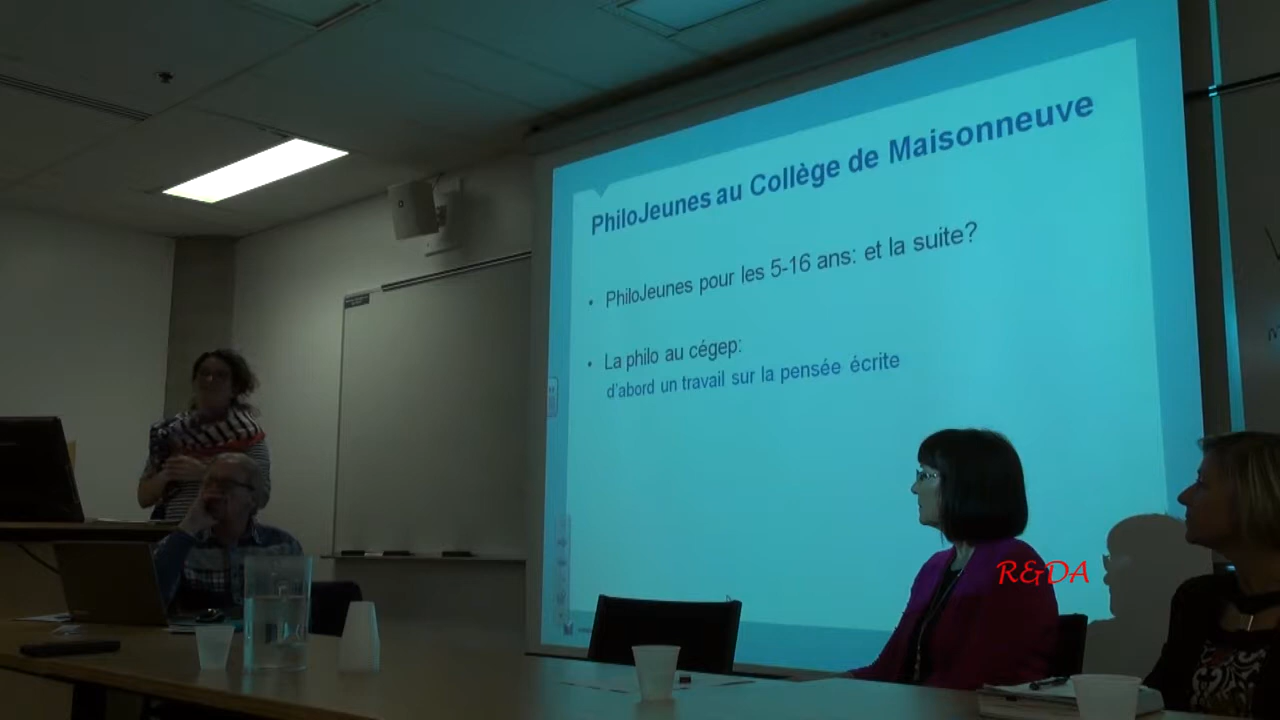 PhiloJeunes au Collège de Maisonneuve
• PhiloJeunes pour les 5-16 ans: et la suite?
• La philo au cégep:
d'abord un travail sur la pensée écrite
R&DA